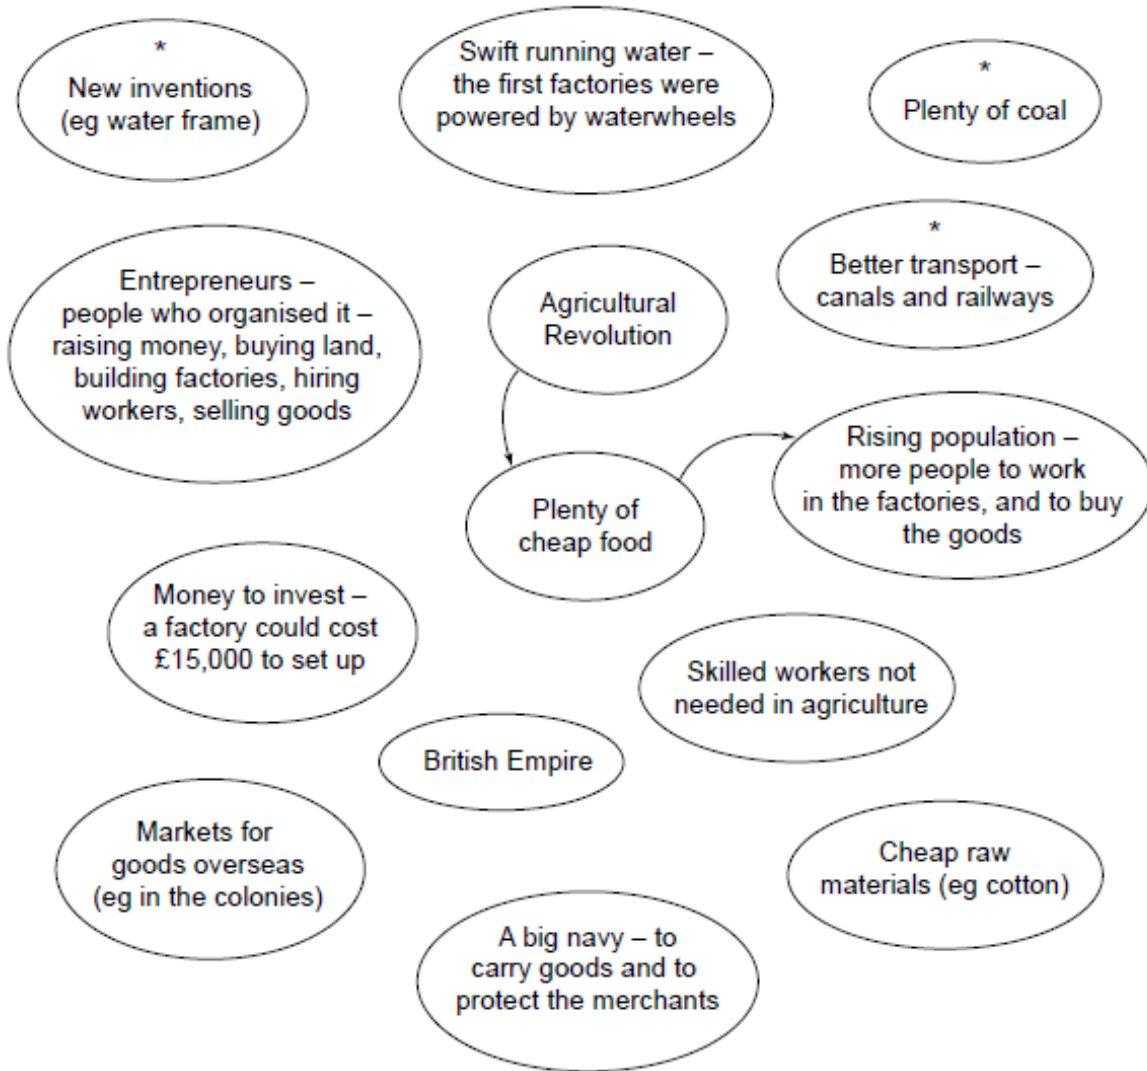 *
New inventions
(eg water frame)
Swift running water –
the first factories were
powered by waterwheels
*
Plenty of coal
Entrepreneurs –
people who organised it –
raising money, buying land,
building factories, hiring
workers, selling goods
Agricultural
Revolution
*
Better transport –
canals and railways
Plenty of
cheap food
Rising population –
more people to work
in the factories, and to buy
the goods
Money to invest –
a factory could cost
£15,000 to set up
Skilled workers not
needed in agriculture
British Empire
Markets for
goods overseas
(eg in the colonies)
A big navy – to
carry goods and to
protect the merchants
Cheap raw
materials (eg cotton)